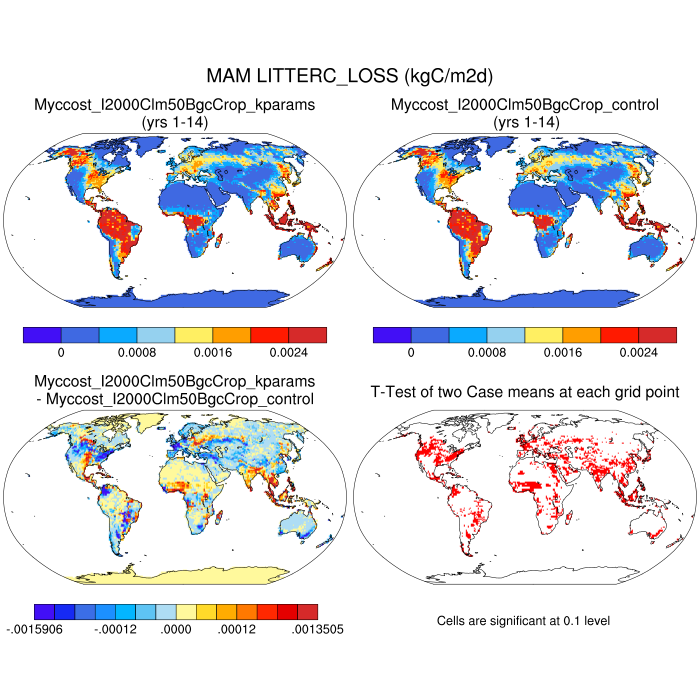 MAM LITTERC_LOSS (kgC/m2d)
Myccost_I2000Clm50BgcCrop_kparams
(yrs 1-14)
Myccost_I2000Clm50BgcCrop_control
(yrs 1-14)
0 0.0008 0.0016 0.0024
0 0.0008 0.0016 0.0024
Myccost_I2000Clm50BgcCrop_kparams
- Myccost_I2000Clm50BgcCrop_control
T-Test of two Case means at each grid point
-.0015906 -.00012 .0000 .00012 .0013505
Cells are significant at 0.1 level